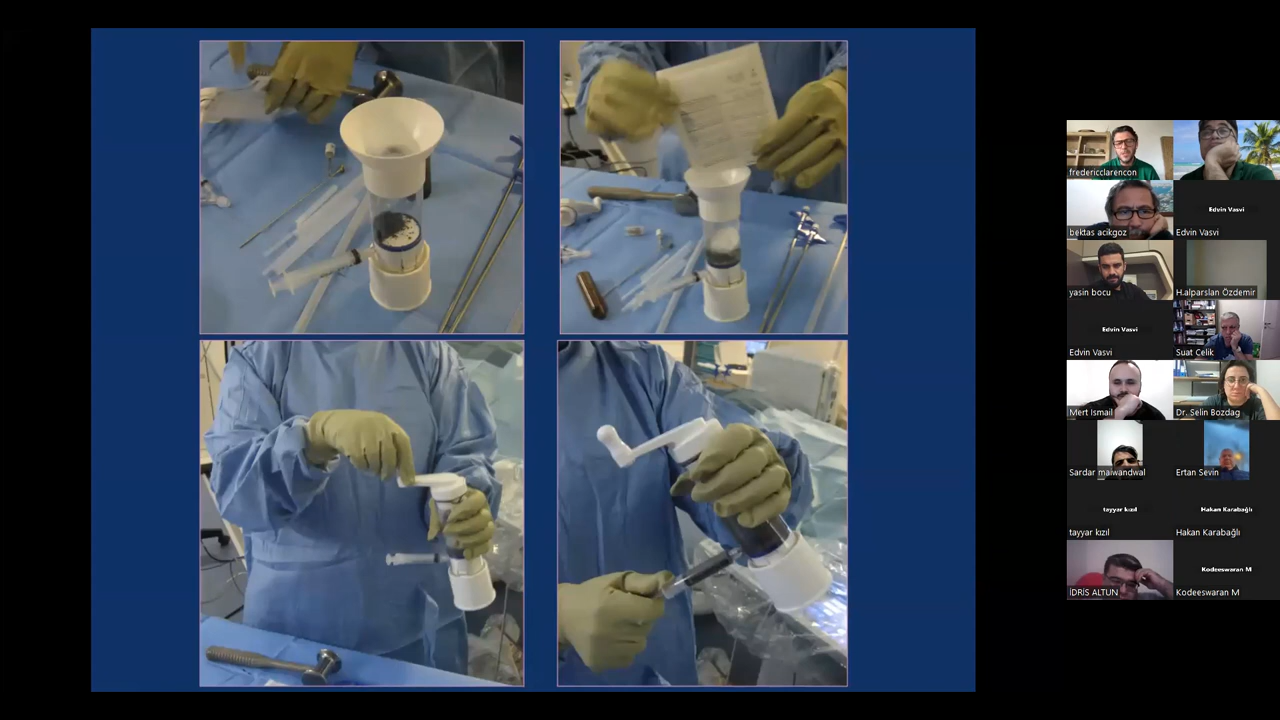 fredericclarencon
bektas acikgoz
Edvin Vasvi
Edvin Vasvi
yasin bocu
H.alparslan Özdemir
Edvin Vasvi
Edvin Vasvi
Suat Celik
Mert Ismail
Dr. Selin Bozdag
Sardar maiwandwal
Ertan Sevin
tayyar kızıl
tayyar kızıl
Hakan Karabağlı
Hakan Karabağlı
İDRİS ALTUN
Kodeeswaran M
Kodeeswaran M